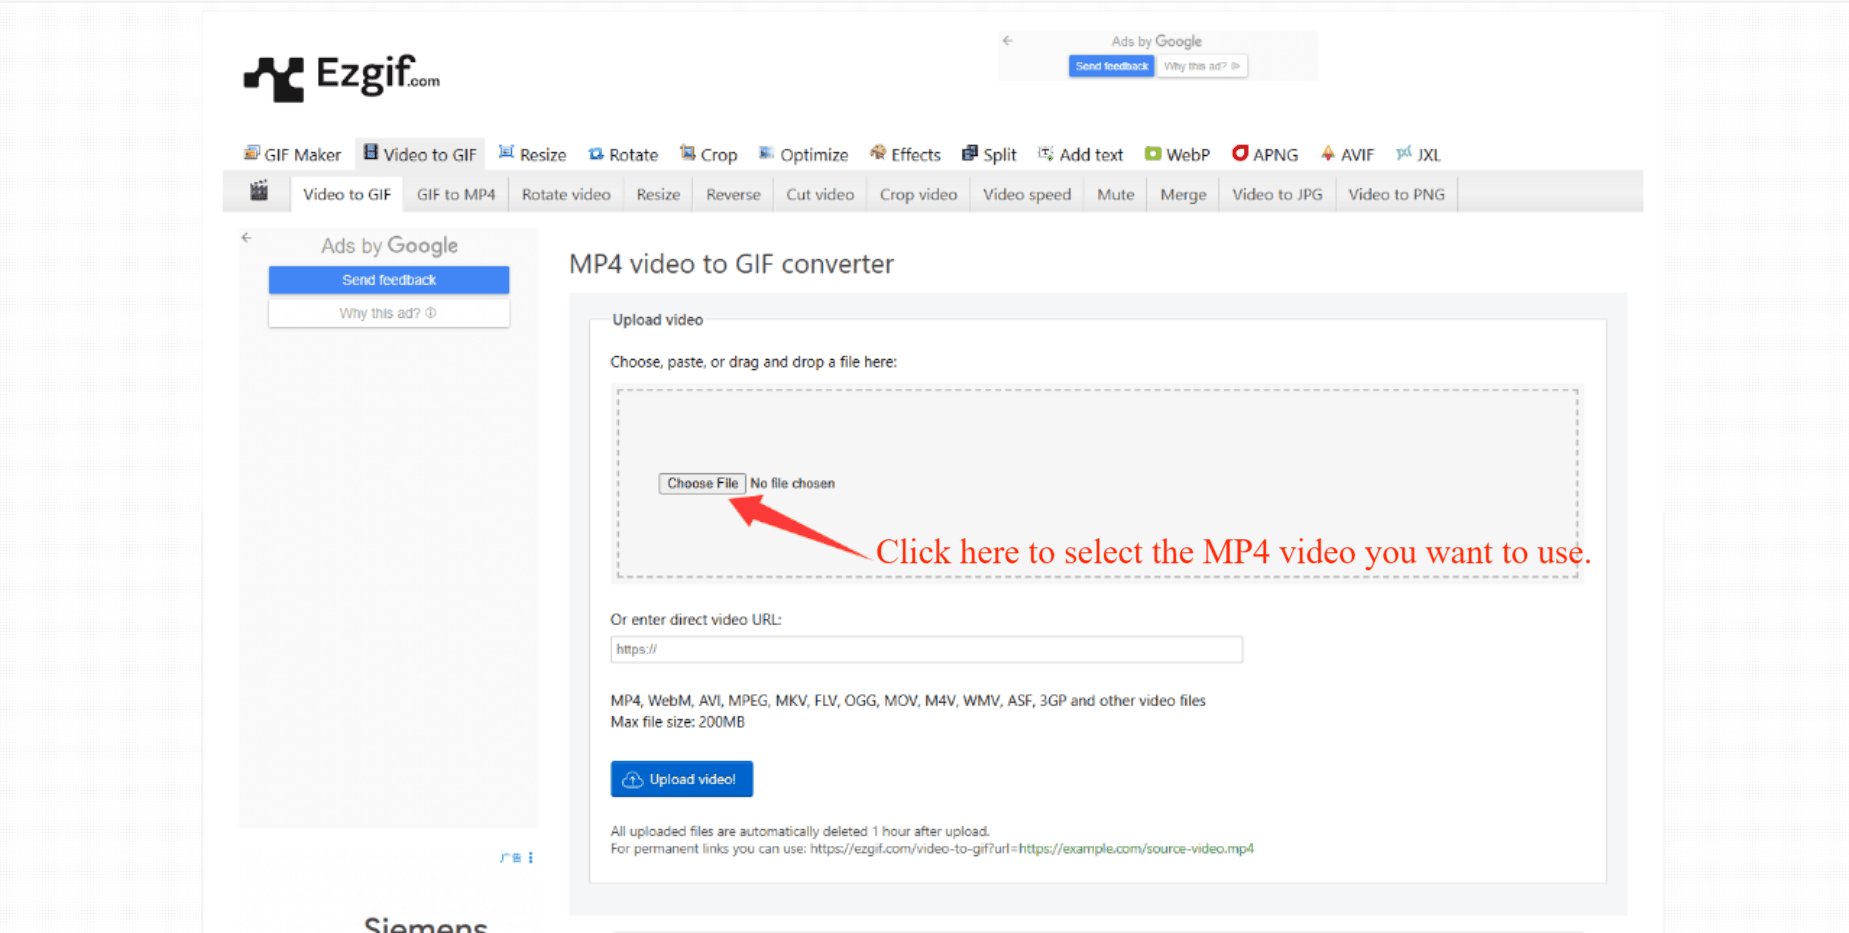 Ezgif.com
Ads by Google
Send feedback
Why this ad?
GIF Maker Video to GIF Resize Rotate Crop Optimize Effects Split Add text WebP APNG AVIF JXL
Video to GIF GIF to MP4 Rotate video Resize Reverse Cut video Crop video Video speed Mute Merge Video to JPG Video to PNG
Ads by Google
Send feedback
Why this ad?
MP4 video to GIF converter
Upload video
Choose, paste, or drag and drop a file here:
Choose File No file chosen
Click here to select the MP4 video you want to use.
Or enter direct video URL:
https://
MP4, WebM, AVI, MPEG, MKV, FLV, OGG, MOV, M4V, WMV, ASF, 3GP and other video files
Max file size: 200MB
Upload video!
All uploaded files are automatically deleted 1 hour after upload.
For permanent links you can use: https://ezgif.com/video-to-gif?url=https://example.com/source-video.mp4
广告
Siemens